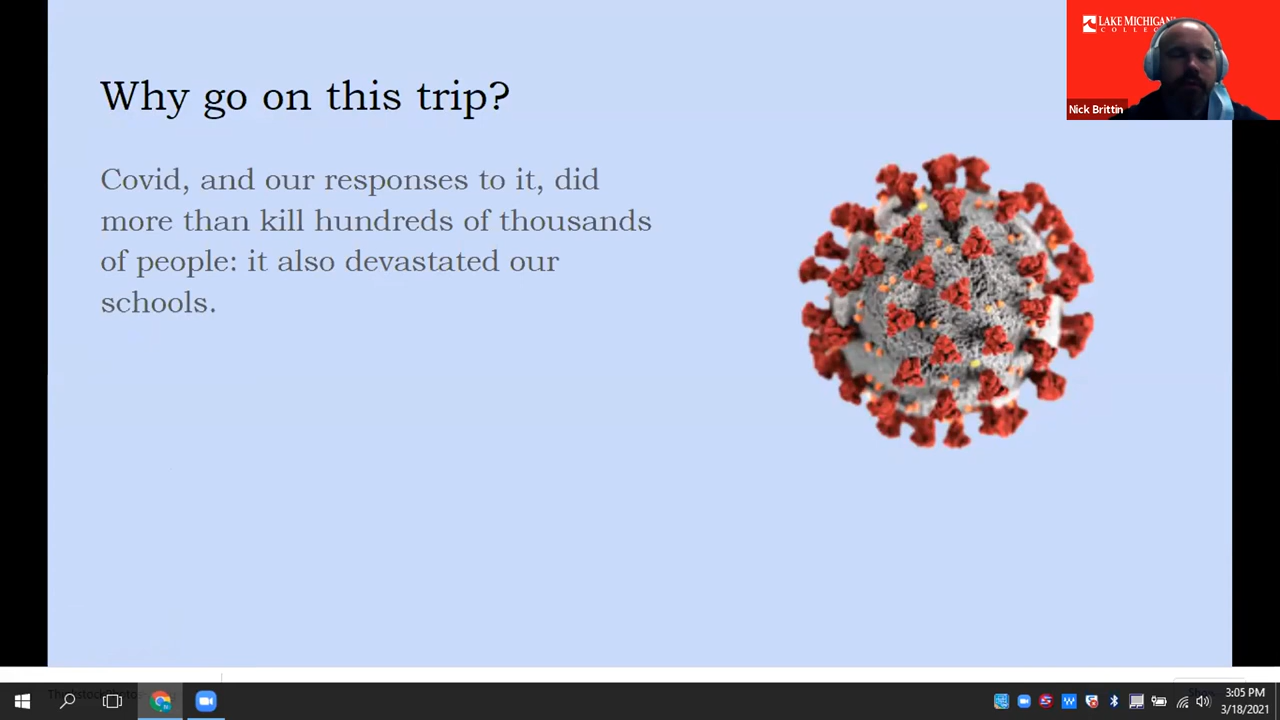 LAKE MICHIGAN
COLLEGE
Nick Brittin
Why go on this trip?
Covid, and our responses to it, did
more than kill hundreds of thousands
of people: it also devastated our
schools.
3:05 PM
3/18/2021